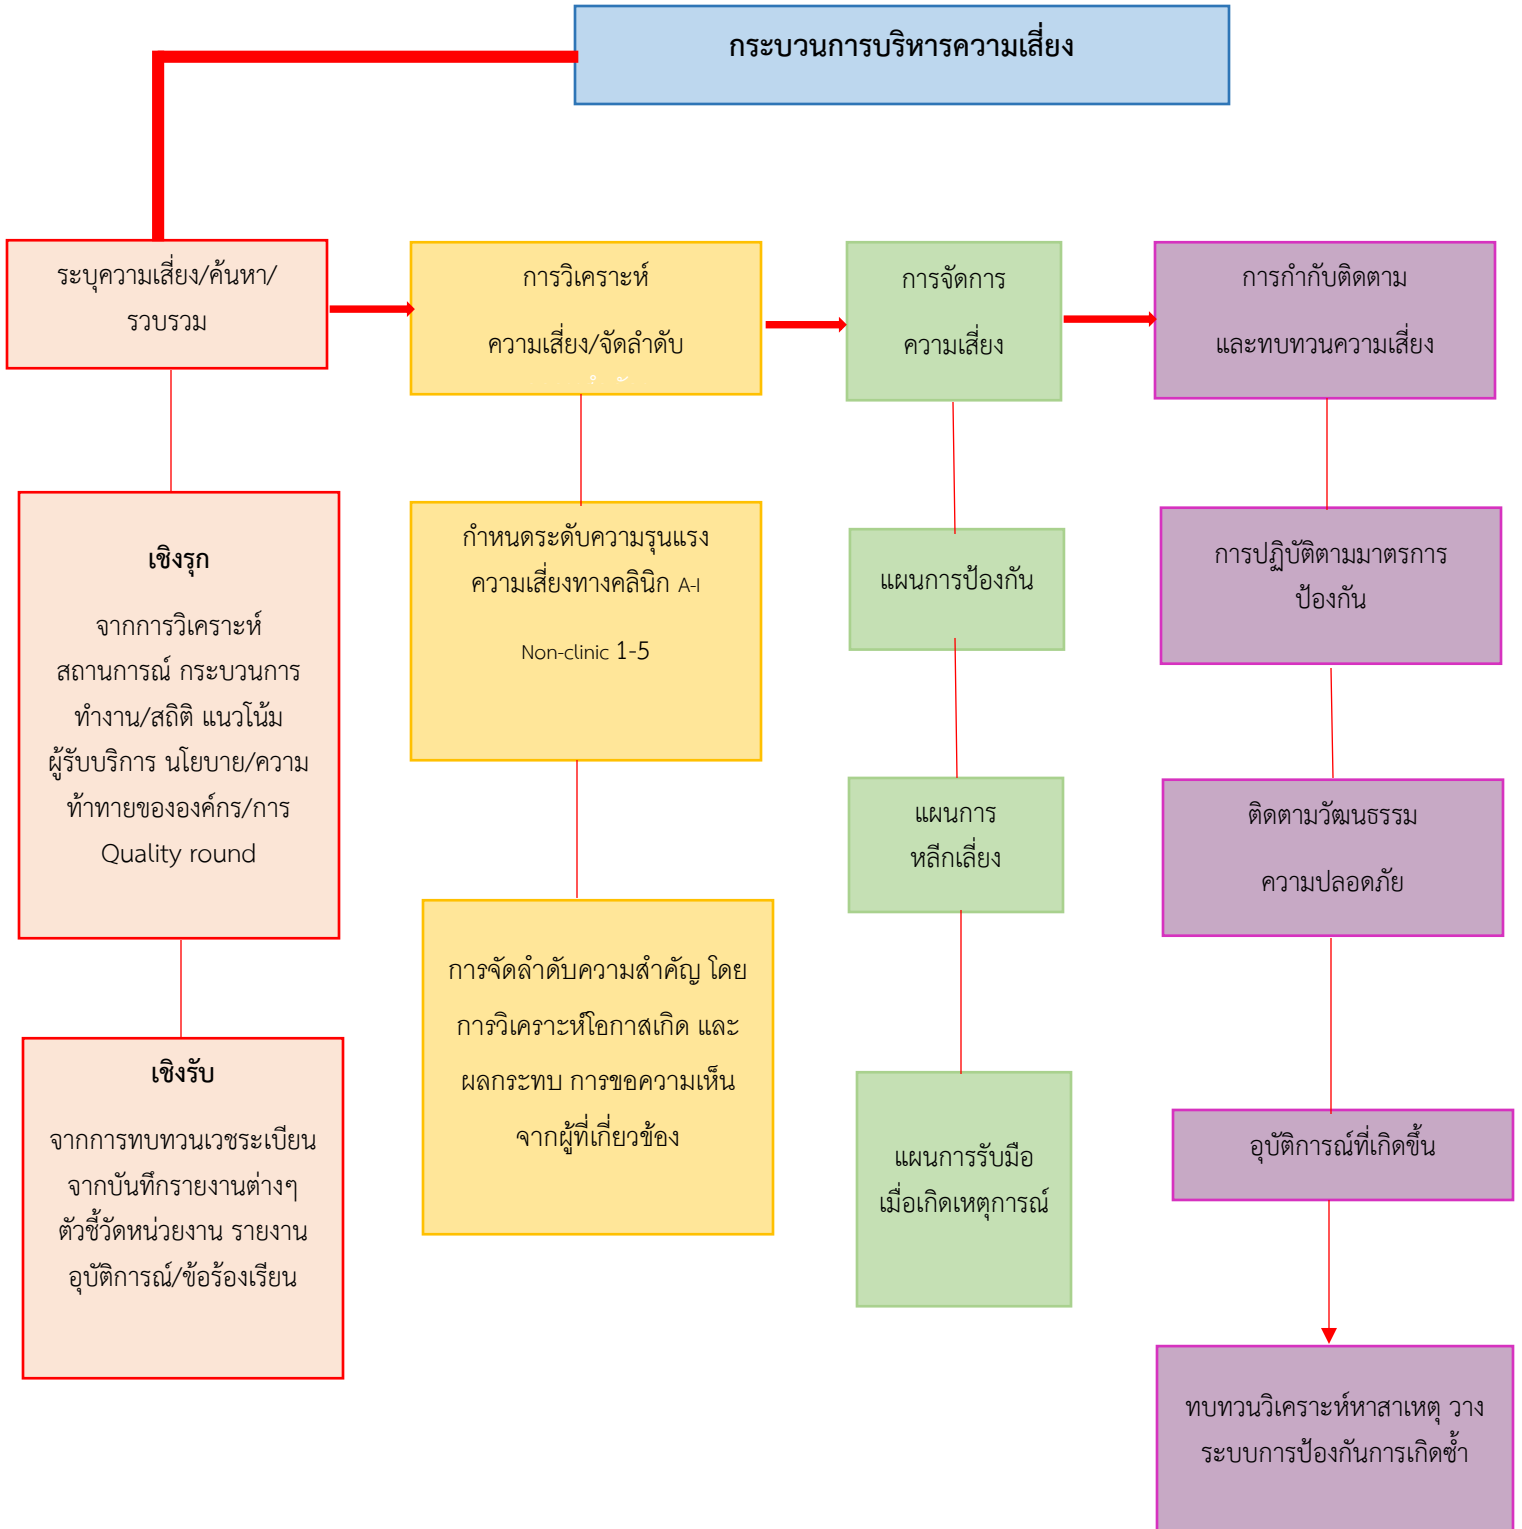 กระบวนการบริหารความเสี่ยง
ระบุความเสี่ยง/ค้นหา/
รวบรวม
การวิเคราะห์
ความเสี่ยง/จัดลำดับ
การจัดการ
ความเสี่ยง
การกำกับติดตาม
และทบทวนความเสี่ยง
เชิงรุก
จากการวิเคราะห์
สถานการณ์ กระบวนการ
ทำงาน/สถิติ แนวโน้ม
ผู้รับบริการ นโยบาย/ความ
ท้าทายขององค์กร/การ
Quality round
เชิงรับ
จากการทบทวนเวชระเบียน
จากบันทึกรายงานต่างๆ
ตัวชี้วัดหน่วยงาน รายงาน
อุบัติการณ์/ข้อร้องเรียน
กำหนดระดับความรุนแรง
ความเสี่ยงทางคลินิก A-I
Non-clinic 1-5
การจัดลำดับความสำคัญ โดย
การวิเคราะห์โอกาสเกิด และ
ผลกระทบ การขอความเห็น
จากผู้ที่เกี่ยวข้อง
แผนการป้องกัน
แผนการ
หลีกเลี่ยง
แผนการรับมือ
เมื่อเกิดเหตุการณ์
การปฏิบัติตามมาตรการ
ป้องกัน
ติดตามวัฒนธรรม
ความปลอดภัย
อุบัติการณ์ที่เกิดขึ้น
ทบทวนวิเคราะห์หาสาเหตุ วาง
ระบบการป้องกันการเกิดซ้ำ